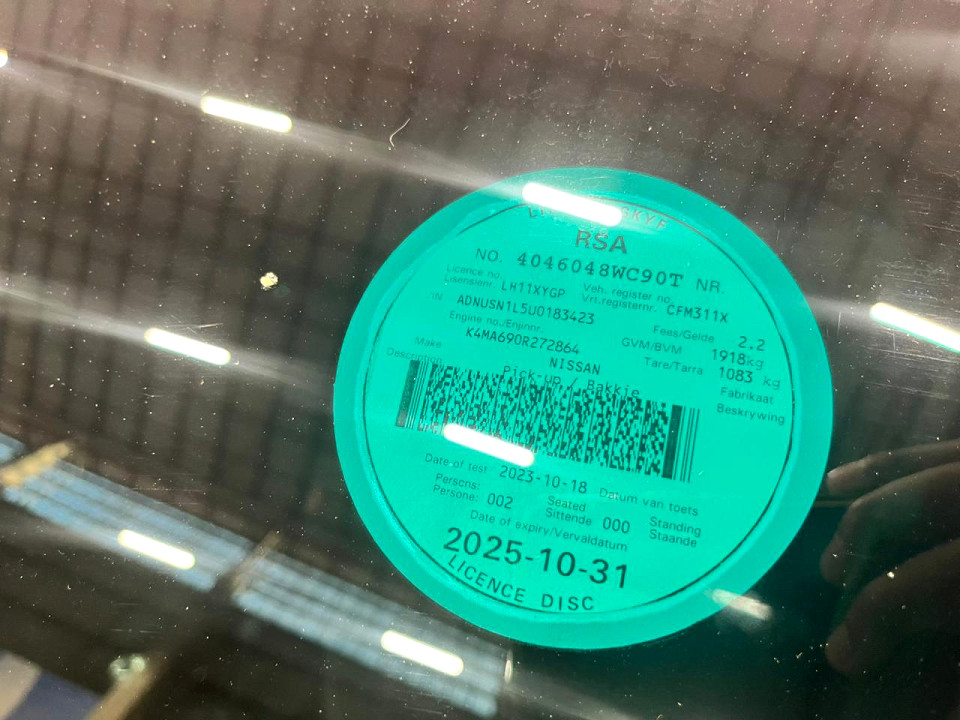 RSA
NO. 4046048WC90T NR.
Licence no. Veh. register no.
Lisensienr. LH11XYGP Vrt.registernr. CFM311X
ADNUSN1L5U0183423
Fees/Gelde 2.2
Engine no./Enjinnr.
GVM/BVM 1918kg
K4MA690R272864
Tare/Tarra 1083 kg
Make NISSAN Fabrikaat
Description Pick-up / Bakkie Beskrywing
Date of test 2023-10-18 Datum van toets
Persons: Seated Standing
Persone: 002 Sittende 000 Staande
Date of expiry/Vervaldatum
2025-10-31
LICENCE DISC